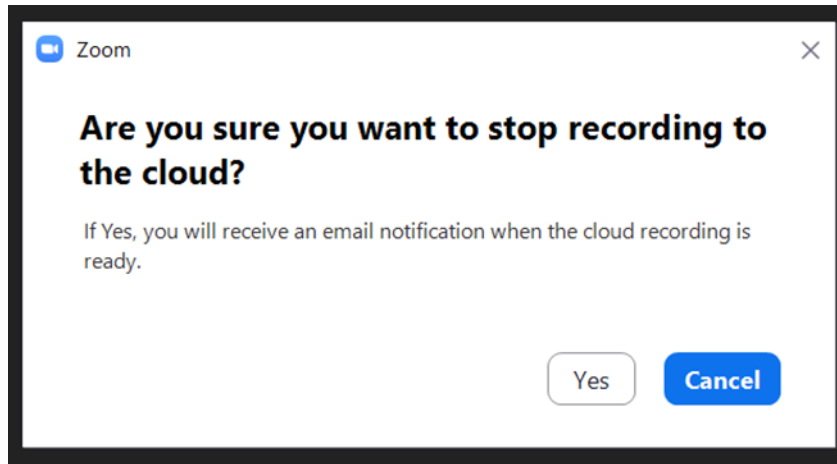 Zoom
Are you sure you want to stop recording to
the cloud?
If Yes, you will receive an email notification when the cloud recording is
ready.
Yes
Cancel